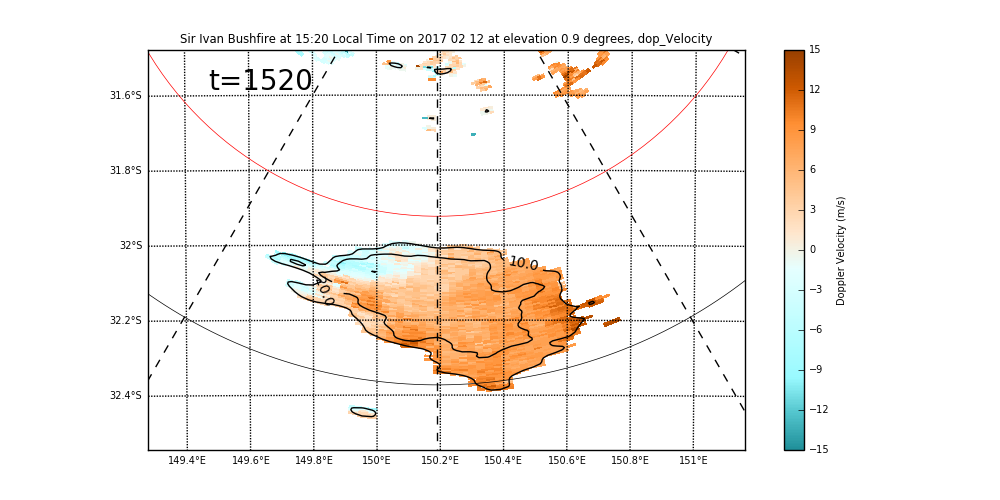 Sir Ivan Bushfire at 15:20 Local Time on 2017 02 12 at elevation 0.9 degrees, dop_Velocity
t=1520
31.6°S
31.8°S
32°S
32.2°S
32.4°S
10.0
149.4°E 149.6°E 149.8°E 150°E 150.2°E 150.4°E 150.6°E 150.8°E 151°E
15
12
9
6
3
0
−3
−6
−9
−12
−15
Doppler Velocity (m/s)